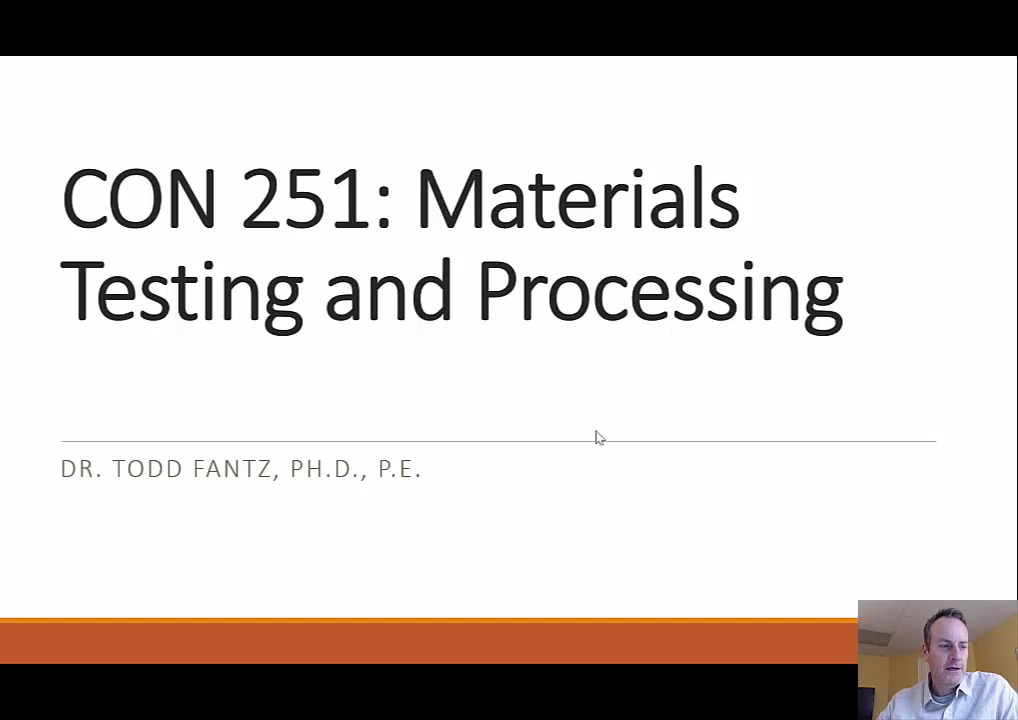 CON 251: Materials
Testing and Processing
DR. TODD FANTZ, PH.D., P.E.